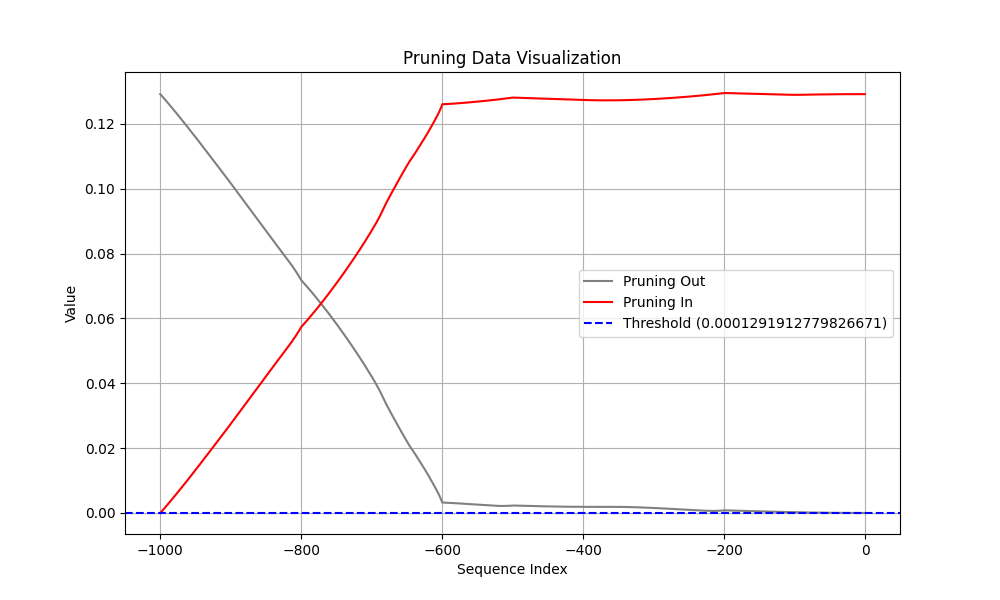 Pruning Data Visualization
Value
0.12
0.10
0.08
0.06
0.04
0.02
0.00
Pruning Out
Pruning In
Threshold (0.0001291912779826671)
−1000
−800
−600
−400
−200
0
Sequence Index